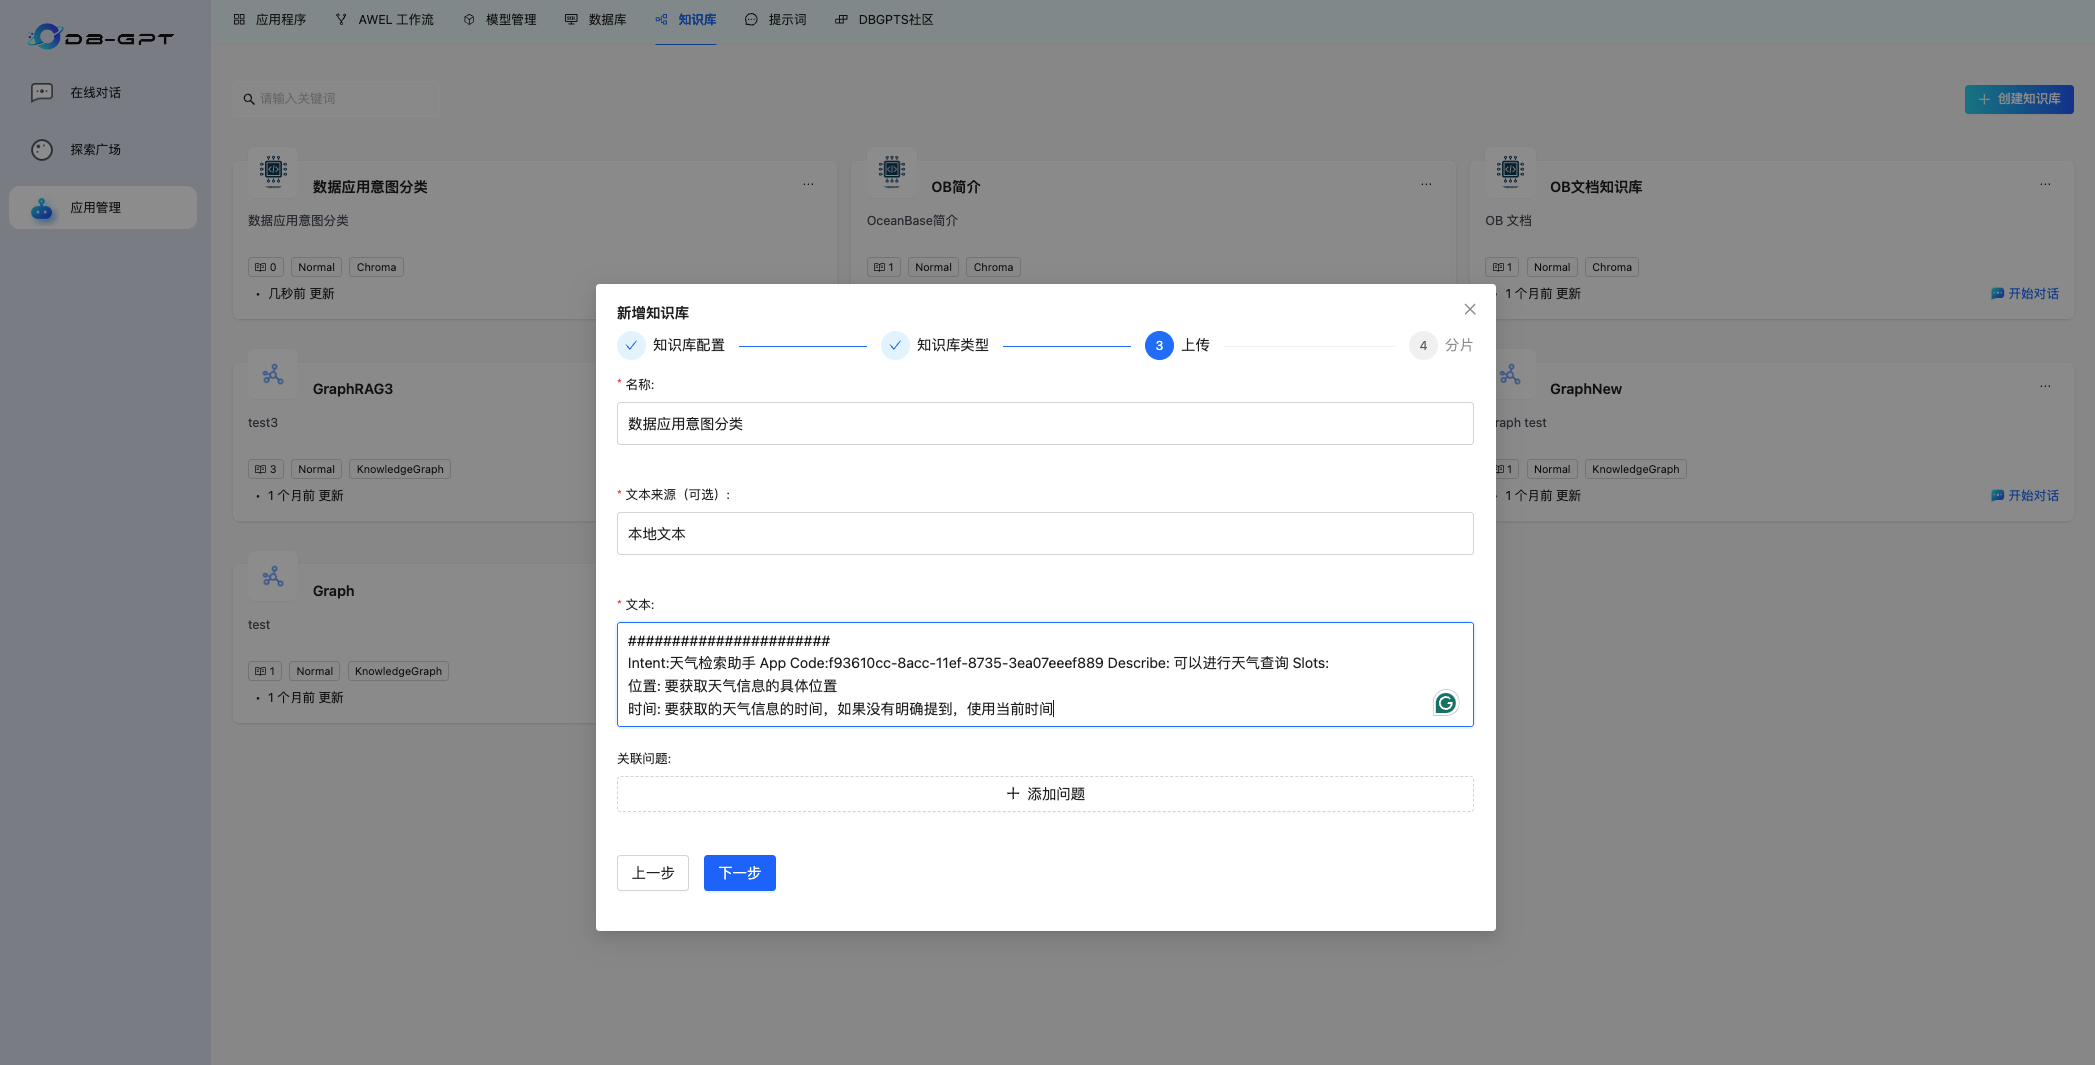 DB-GPT
应用程序
AWEL 工作流
模型管理
数据库
知识库
提示词
DBGPTS社区
在线对话
探索广场
应用管理
请输入关键词
创建知识库
数据应用意图分类
...
数据应用意图分类
0 Normal Chroma
• 几秒前 更新
OB简介
...
OceanBase简介
1 Normal Chroma
OB文档知识库
...
OB 文档
1 Normal Chroma
1 个月前 更新
开始对话
GraphRAG3
test3
3 Normal KnowledgeGraph
• 1 个月前 更新
GraphNew
...
raph test
1 Normal KnowledgeGraph
1 个月前 更新
开始对话
Graph
test
1 Normal KnowledgeGraph
• 1 个月前 更新
新增知识库
知识库配置
知识库类型
3 上传
4 分片
* 名称:
数据应用意图分类
* 文本来源（可选）:
本地文本
* 文本:
#######################
Intent:天气检索助手 App Code:f93610cc-8acc-11ef-8735-3ea07eeef889 Describe: 可以进行天气查询 Slots:
位置: 要获取天气信息的具体位置
时间: 要获取的天气信息的时间，如果没有明确提到，使用当前时间
关联问题:
添加问题
上一步
下一步